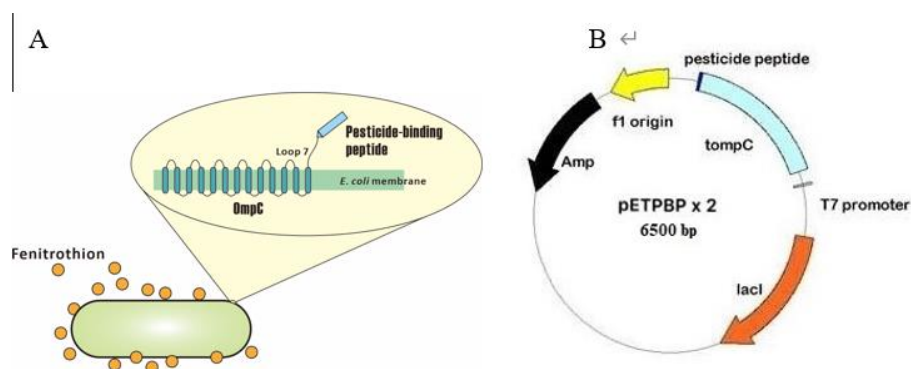 A
Pesticide-binding
peptide
Loop 7
E. coli membrane
OmpC
Fenitrothion
B ↵
pesticide peptide
f1 origin
tompC
Amp
T7 promoter
pETPBP x 2
6500 bp
lacI